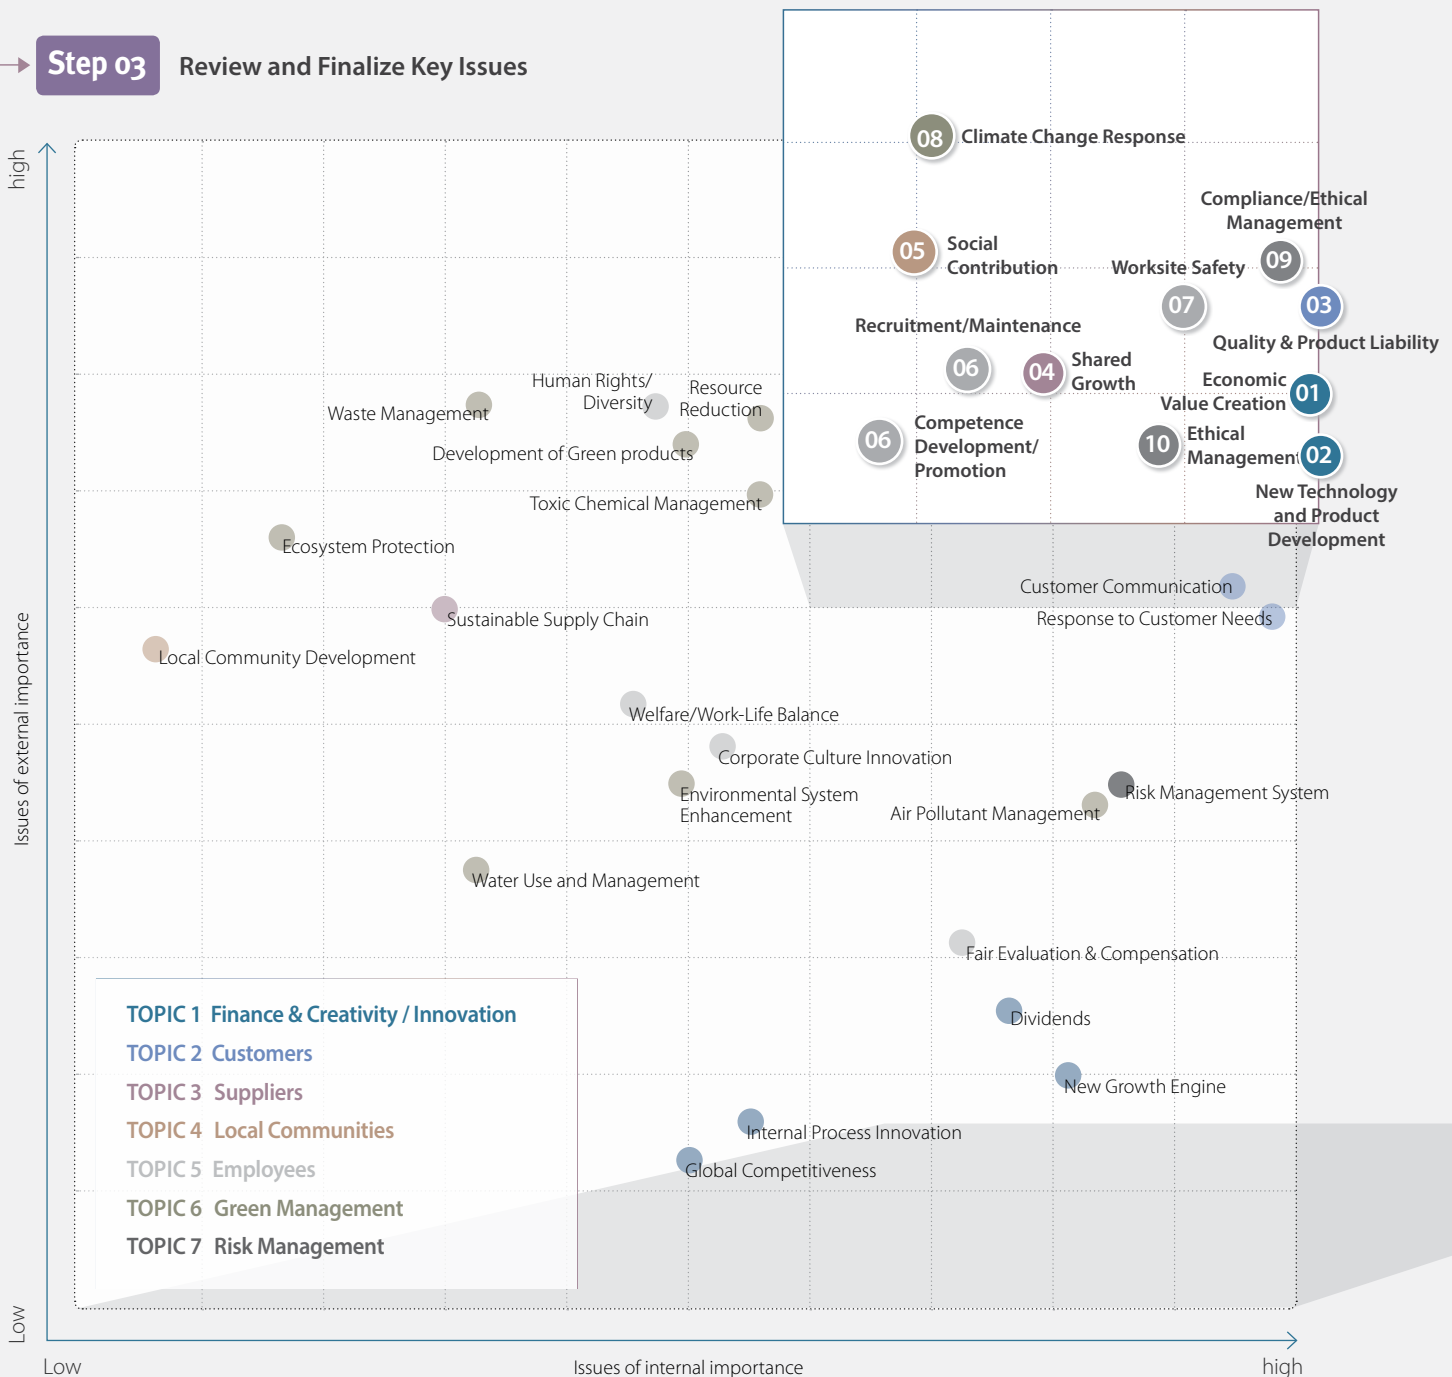 Step 03
Review and Finalize Key Issues
high
Issues of external importance
Low
08
Climate Change Response
Compliance/Ethical
Management
09
05
Social
Contribution
Worksite Safety
07
03
Quality & Product Liability
Recruitment/Maintenance
06
04
Shared
Growth
Economic
Value Creation
01
06
Competence
Development/
Promotion
10
Ethical
Management
02
New Technology
and Product
Development
Human Rights/
Diversity
Resource
Reduction
Waste Management
Development of Green products
Toxic Chemical Management
Ecosystem Protection
Customer Communication
Response to Customer Needs
Sustainable Supply Chain
Local Community Development
Welfare/Work-Life Balance
Corporate Culture Innovation
Environmental System
Enhancement
Risk Management System
Air Pollutant Management
Water Use and Management
Fair Evaluation & Compensation
Dividends
New Growth Engine
Internal Process Innovation
Global Competitiveness
TOPIC 1 Finance & Creativity / Innovation
TOPIC 2 Customers
TOPIC 3 Suppliers
TOPIC 4 Local Communities
TOPIC 5 Employees
TOPIC 6 Green Management
TOPIC 7 Risk Management
Low
Issues of internal importance
high